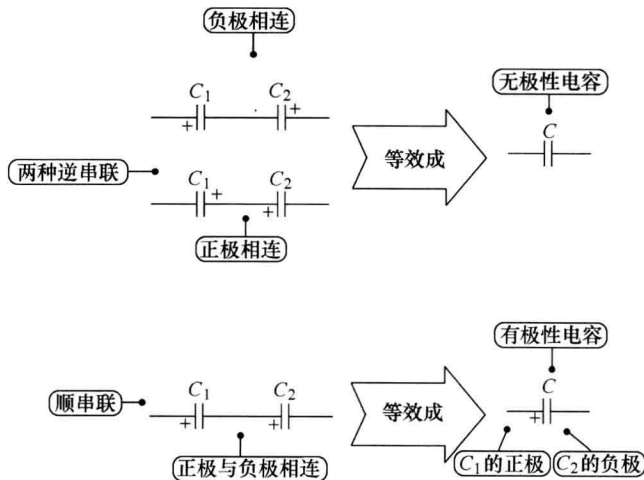 负极相连
C₁ C₂
+ +
无极性电容
C
等效成
两种逆串联
C₁ + C₂
+
正极相连
有极性电容
C
+
顺串联
C₁ C₂
+ +
等效成
正极与负极相连
C₁的正极 C₂的负极